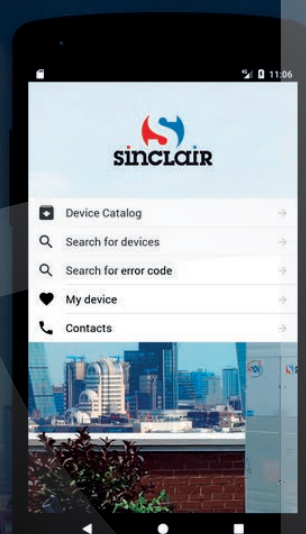 11:06
sinclair
Device Catalog
Search for devices
Search for error code
My device
Contacts